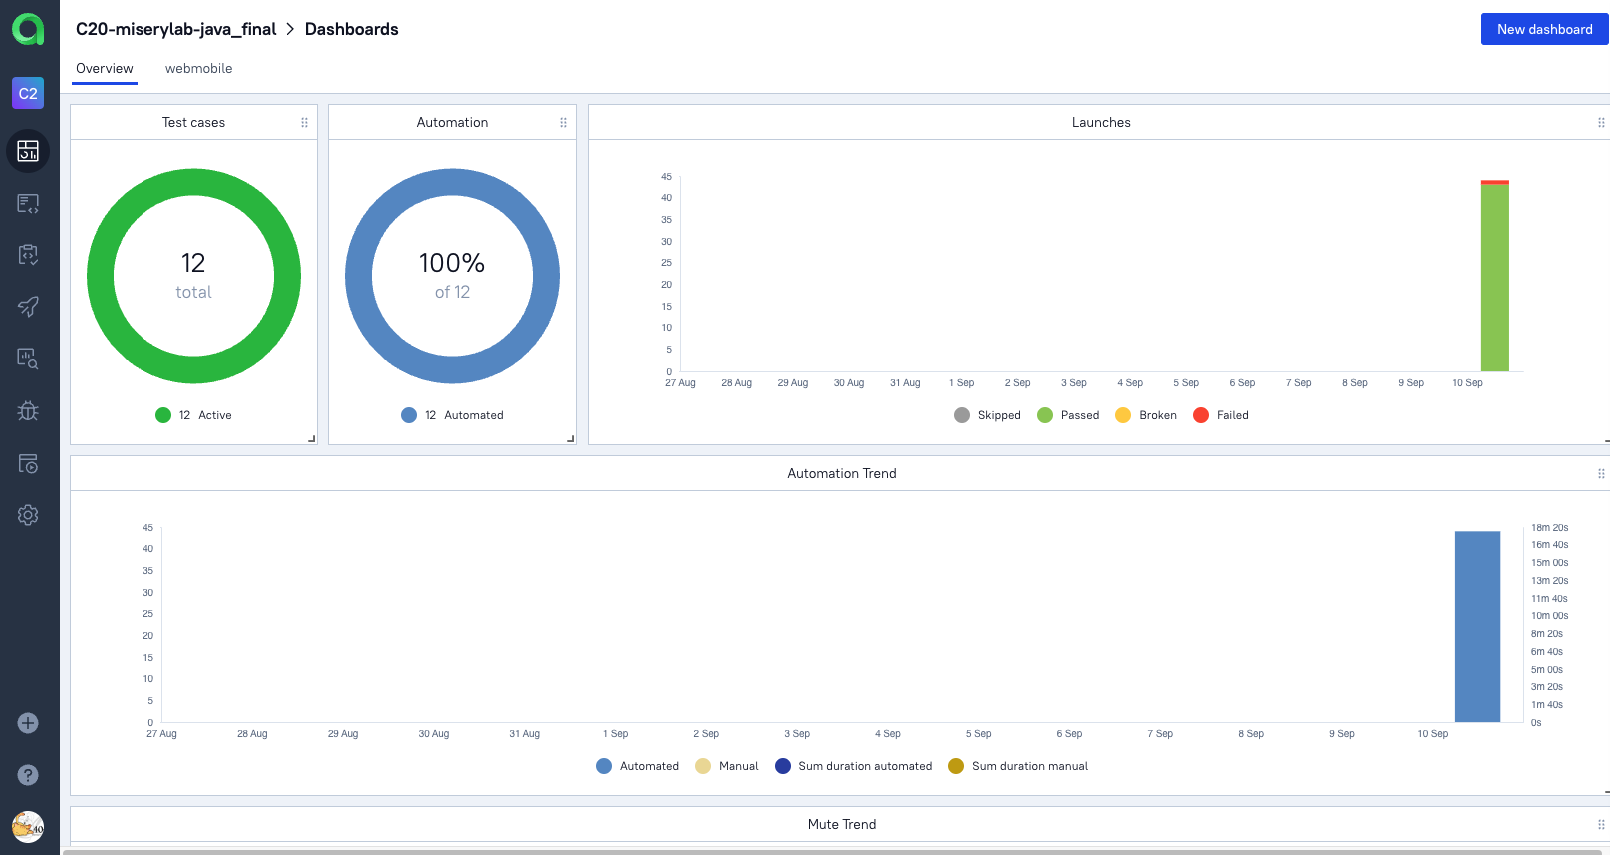 C20-miserylab-java_final > Dashboards
New dashboard
Overview
webmobile
C2
Test cases
12
total
12 Active
Automation
100%
of 12
12 Automated
Launches
45
40
35
30
25
20
15
10
5
0
27 Aug 28 Aug 29 Aug 30 Aug 31 Aug 1 Sep 2 Sep 3 Sep 4 Sep 5 Sep 6 Sep 7 Sep 8 Sep 9 Sep 10 Sep
Skipped Passed Broken Failed
Automation Trend
45
40
35
30
25
20
15
10
5
0
18m 20s
16m 40s
15m 00s
13m 20s
11m 40s
10m 00s
8m 20s
6m 40s
5m 00s
3m 20s
1m 40s
0s
27 Aug 28 Aug 29 Aug 30 Aug 31 Aug 1 Sep 2 Sep 3 Sep 4 Sep 5 Sep 6 Sep 7 Sep 8 Sep 9 Sep 10 Sep
Automated Manual Sum duration automated Sum duration manual
Mute Trend
40